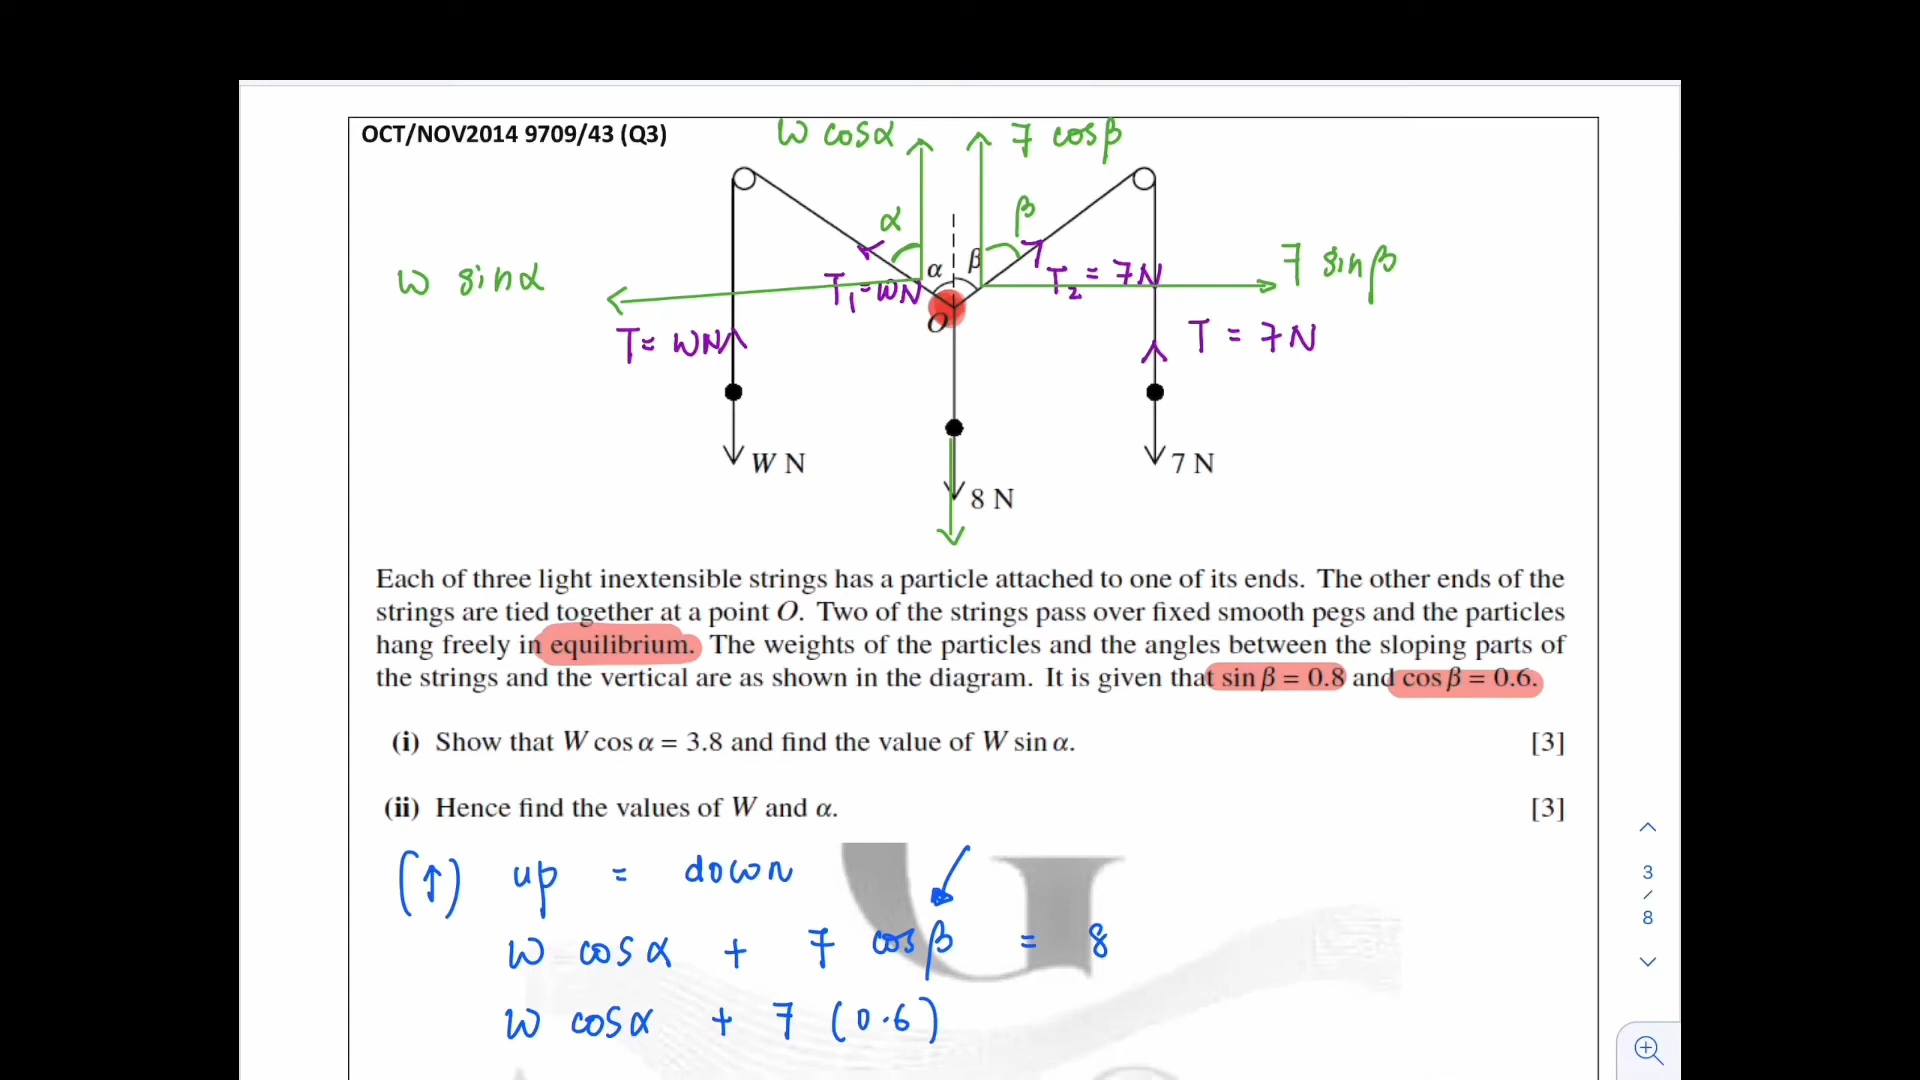 OCT/NOV2014 9709/43 (Q3)
W cosα
7 cosβ
α
β
W sinα
7 sinβ
α
β
T₁=WN
T₂ = 7N
O
T= WN
T = 7N
W N
7 N
8 N
Each of three light inextensible strings has a particle attached to one of its ends. The other ends of the
strings are tied together at a point O. Two of the strings pass over fixed smooth pegs and the particles
hang freely in equilibrium. The weights of the particles and the angles between the sloping parts of
the strings and the vertical are as shown in the diagram. It is given that sin β = 0.8 and cos β = 0.6.
(i) Show that W cos α = 3.8 and find the value of W sin α. [3]
(ii) Hence find the values of W and α. [3]
(↑) up = down
W cosα + 7 cosβ = 8
W cosα + 7 (0.6)
3
/
8